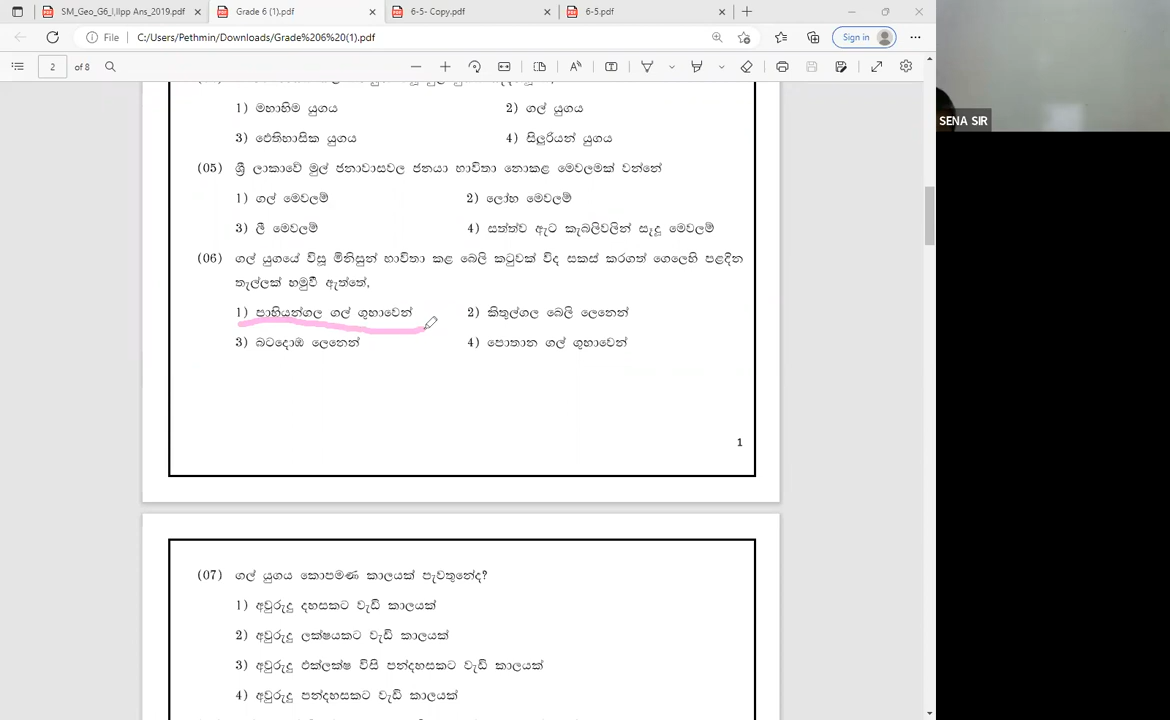 SM_Geo_G6_I,IIpp Ans_2019.pdf
Grade 6 (1).pdf
6-5- Copy.pdf
6-5.pdf
File
C:/Users/Pethmin/Downloads/Grade%206%20(1).pdf
Sign in
2 of 8
SENA SIR
1) මහාභිම යුගය 2) ගල් යුගය
3) ඓතිහාසික යුගය 4) සිලූරියන් යුගය
(05) ශ්‍රී ලාකාවේ මුල් ජනාවාසවල ජනයා භාවිතා නොකළ මෙවලමක් වන්නේ
1) ගල් මෙවලම් 2) ලෝහ මෙවලම්
3) ලී මෙවලම් 4) සත්ත්ව ඇට කැබලිවලින් සෑදූ මෙවලම්
(06) ගල් යුගයේ විසූ මිනිසුන් භාවිතා කළ බෙලි කටුවක් විද සකස් කරගත් ගෙලෙහි පළදින
තැල්ලක් හමුවී ඇත්තේ,
1) පාහියන්ගල ගල් ගුහාවෙන් 2) කිතුල්ගල බෙලි ලෙනෙන්
3) බටදොඹ ලෙනෙන් 4) පොතාන ගල් ගුහාවෙන්
1
(07) ගල් යුගය කොපමණ කාලයක් පැවතුනේද?
1) අවුරුදු දහසකට වැඩි කාලයක්
2) අවුරුදු ලක්ෂයකට වැඩි කාලයක්
3) අවුරුදු එක්ලක්ෂ විසි පන්දහසකට වැඩි කාලයක්
4) අවුරුදු පන්දහසකට වැඩි කාලයක්